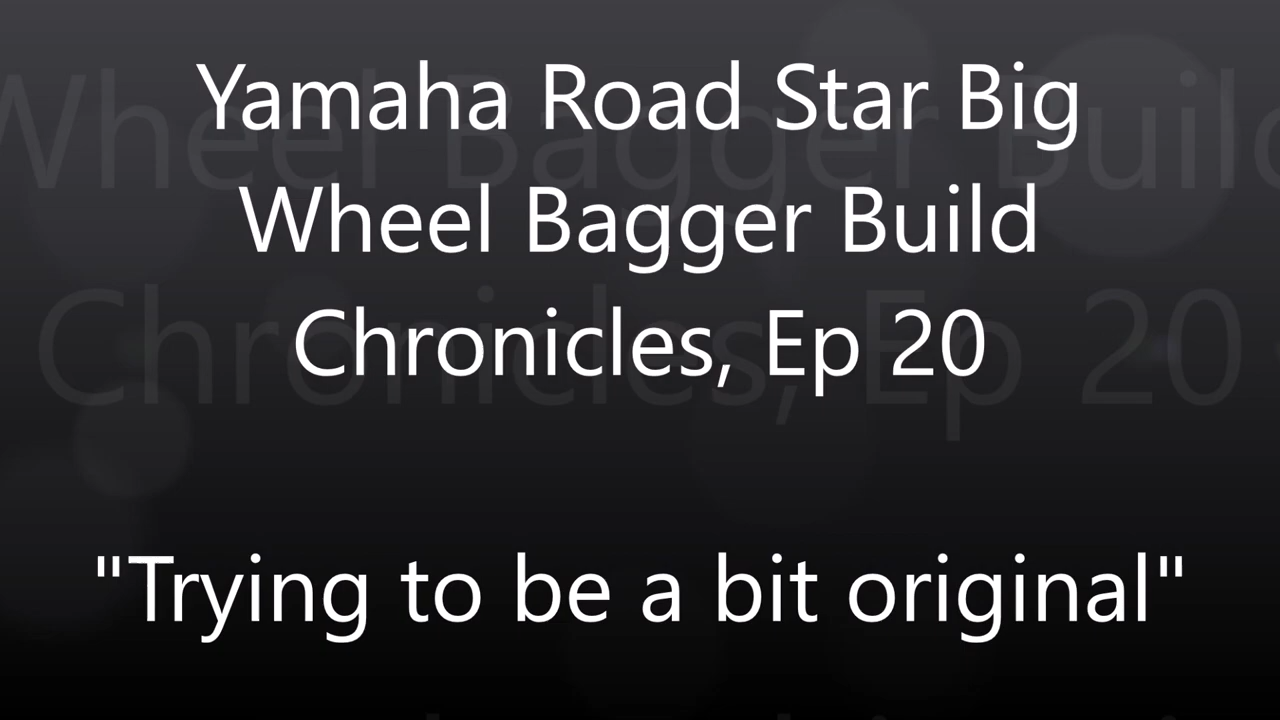 Yamaha Road Star Big
Wheel Bagger Build
Chronicles, Ep 20
"Trying to be a bit original"